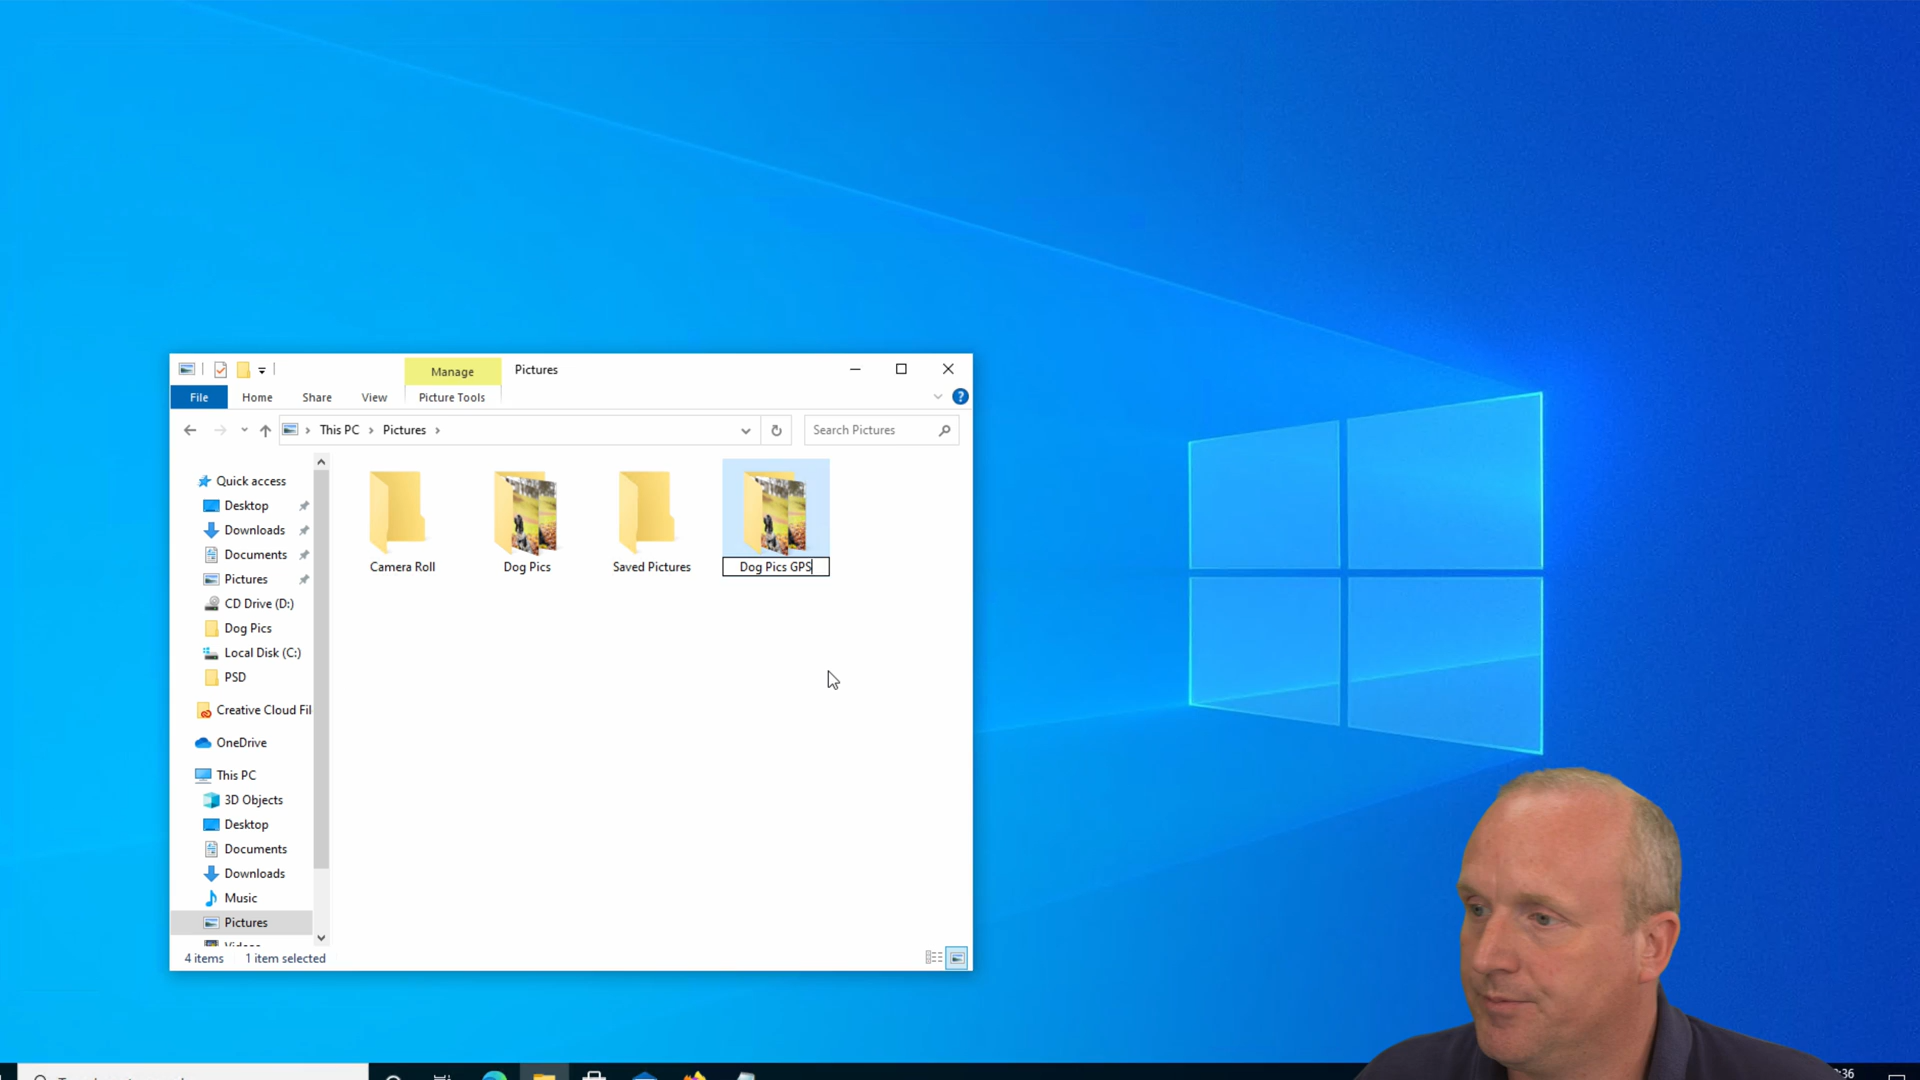 Manage
Pictures
File
Home
Share
View
Picture Tools
This PC
Pictures
Search Pictures
Quick access
Desktop
Downloads
Documents
Pictures
CD Drive (D:)
Dog Pics
Local Disk (C:)
PSD
Creative Cloud Fil
OneDrive
This PC
3D Objects
Desktop
Documents
Downloads
Music
Pictures
Videos
Camera Roll
Dog Pics
Saved Pictures
Dog Pics GPS
4 items
1 item selected
:36